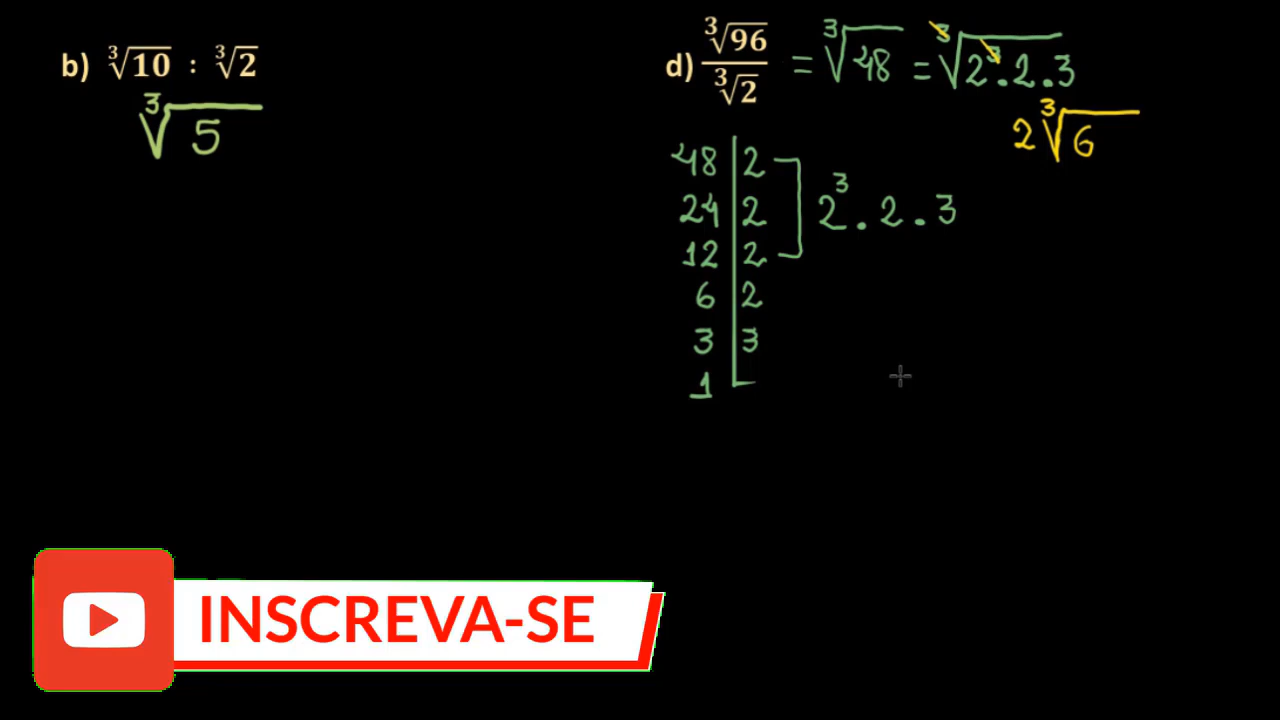 b) ∛10 : ∛2
∛5
d) ∛96 / ∛2 = ∛48 = ∛2³.2.3
2∛6
48 | 2
24 | 2
12 | 2
2³.2.3
6 | 2
3 | 3
1
INSCREVA-SE